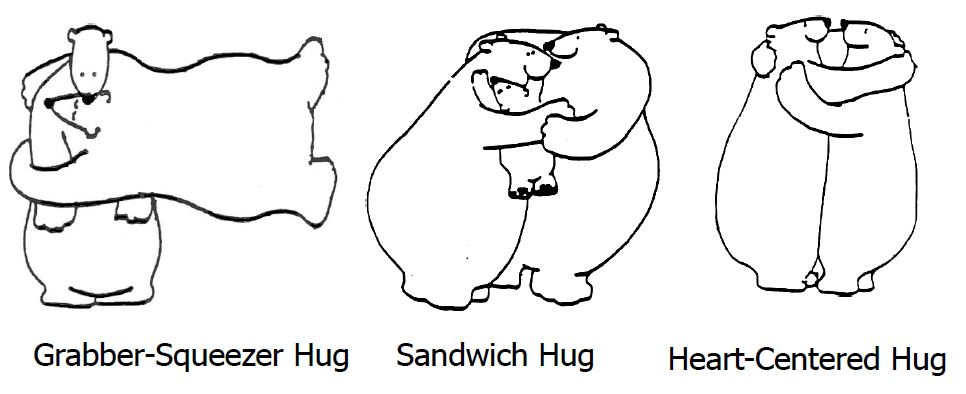 Grabber-Squeezer Hug
Sandwich Hug
Heart-Centered Hug